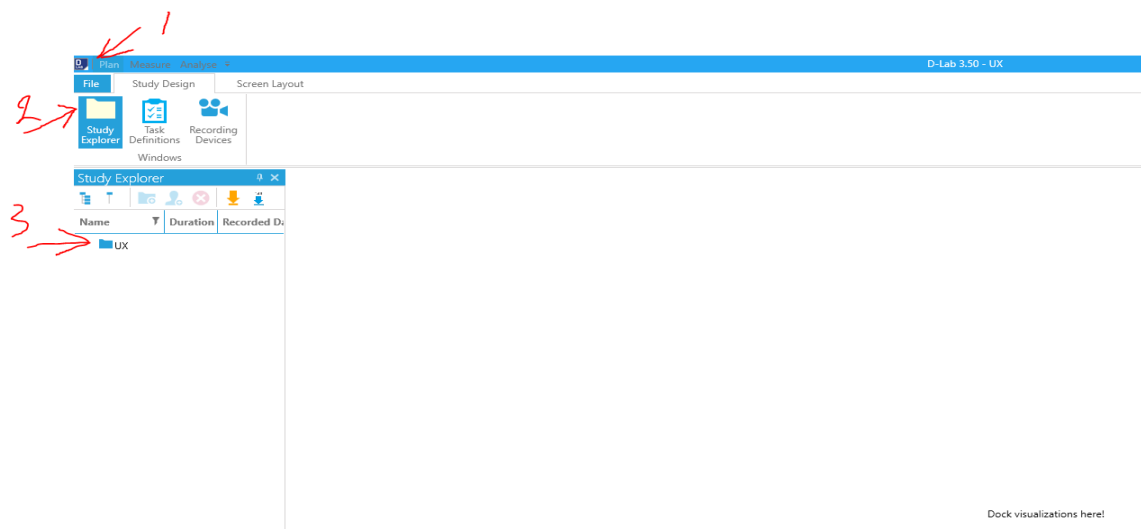 1
Plan Measure Analyse
D-Lab 3.50 - UX
File Study Design Screen Layout
2
Study Explorer
Task Definitions
Recording Devices
Windows
Study Explorer
Name Duration Recorded Da
3
UX
Dock visualizations here!